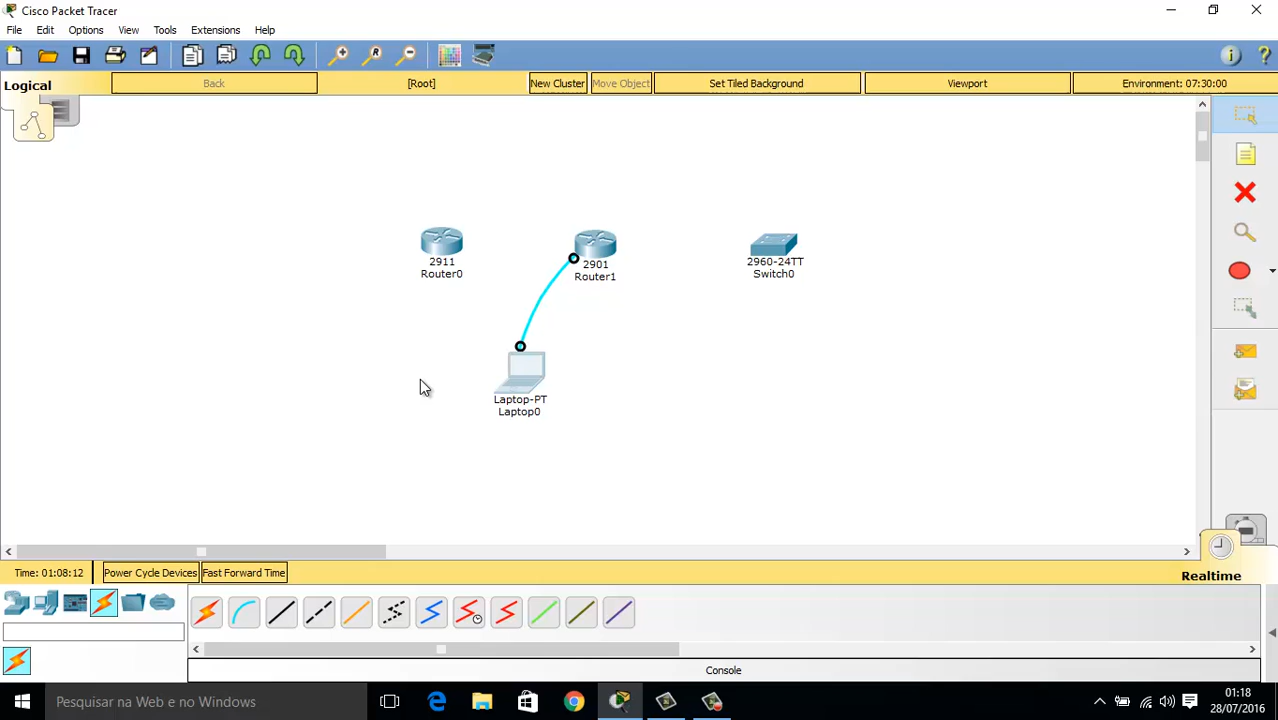 Cisco Packet Tracer
File Edit Options View Tools Extensions Help
Logical Back [Root] New Cluster Move Object Set Tiled Background Viewport Environment: 07:30:00
2911
Router0
2901
Router1
2960-24TT
Switch0
Laptop-PT
Laptop0
Time: 01:08:12 Power Cycle Devices Fast Forward Time Realtime
Console
Pesquisar na Web e no Windows
01:18
28/07/2016